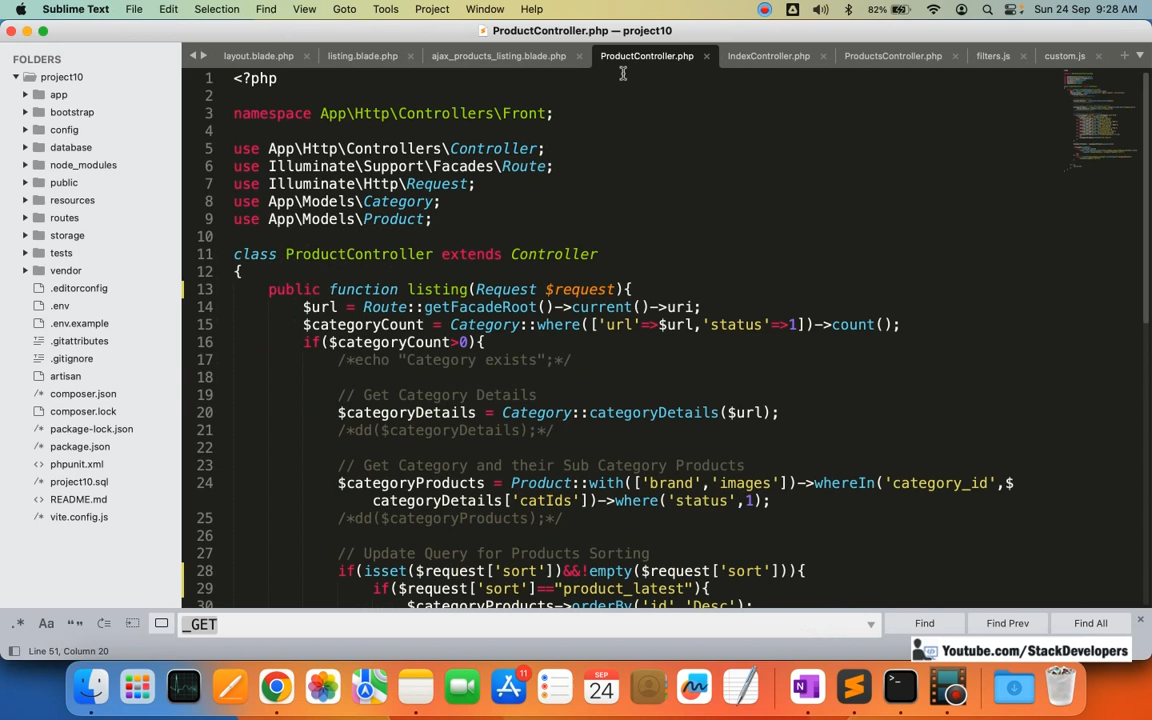 Sublime Text File Edit Selection Find View Goto Tools Project Window Help 82% Sun 24 Sep 9:28 AM
ProductController.php — project10
FOLDERS
project10
app
bootstrap
config
database
node_modules
public
resources
routes
storage
tests
vendor
.editorconfig
.env
.env.example
.gitattributes
.gitignore
artisan
composer.json
composer.lock
package-lock.json
package.json
phpunit.xml
project10.sql
README.md
vite.config.js
layout.blade.php listing.blade.php ajax_products_listing.blade.php ProductController.php IndexController.php ProductsController.php filters.js custom.js
1 <?php
2
3 namespace App\Http\Controllers\Front;
4
5 use App\Http\Controllers\Controller;
6 use Illuminate\Support\Facades\Route;
7 use Illuminate\Http\Request;
8 use App\Models\Category;
9 use App\Models\Product;
10
11 class ProductController extends Controller
12 {
13 public function listing(Request $request){
14 $url = Route::getFacadeRoot()->current()->uri;
15 $categoryCount = Category::where(['url'=>$url,'status'=>1])->count();
16 if($categoryCount>0){
17 /*echo "Category exists";*/
18
19 // Get Category Details
20 $categoryDetails = Category::categoryDetails($url);
21 /*dd($categoryDetails);*/
22
23 // Get Category and their Sub Category Products
24 $categoryProducts = Product::with(['brand','images'])->whereIn('category_id',$
categoryDetails['catIds'])->where('status',1);
25 /*dd($categoryProducts);*/
26
27 // Update Query for Products Sorting
28 if(isset($request['sort'])&&!empty($request['sort'])){
29 if($request['sort']=="product_latest"){
30 $categoryProducts->orderBy('id','Desc');
.* Aa “” _GET Find Find Prev Find All
Line 51, Column 20
Youtube.com/StackDevelopers
11
SEP
24